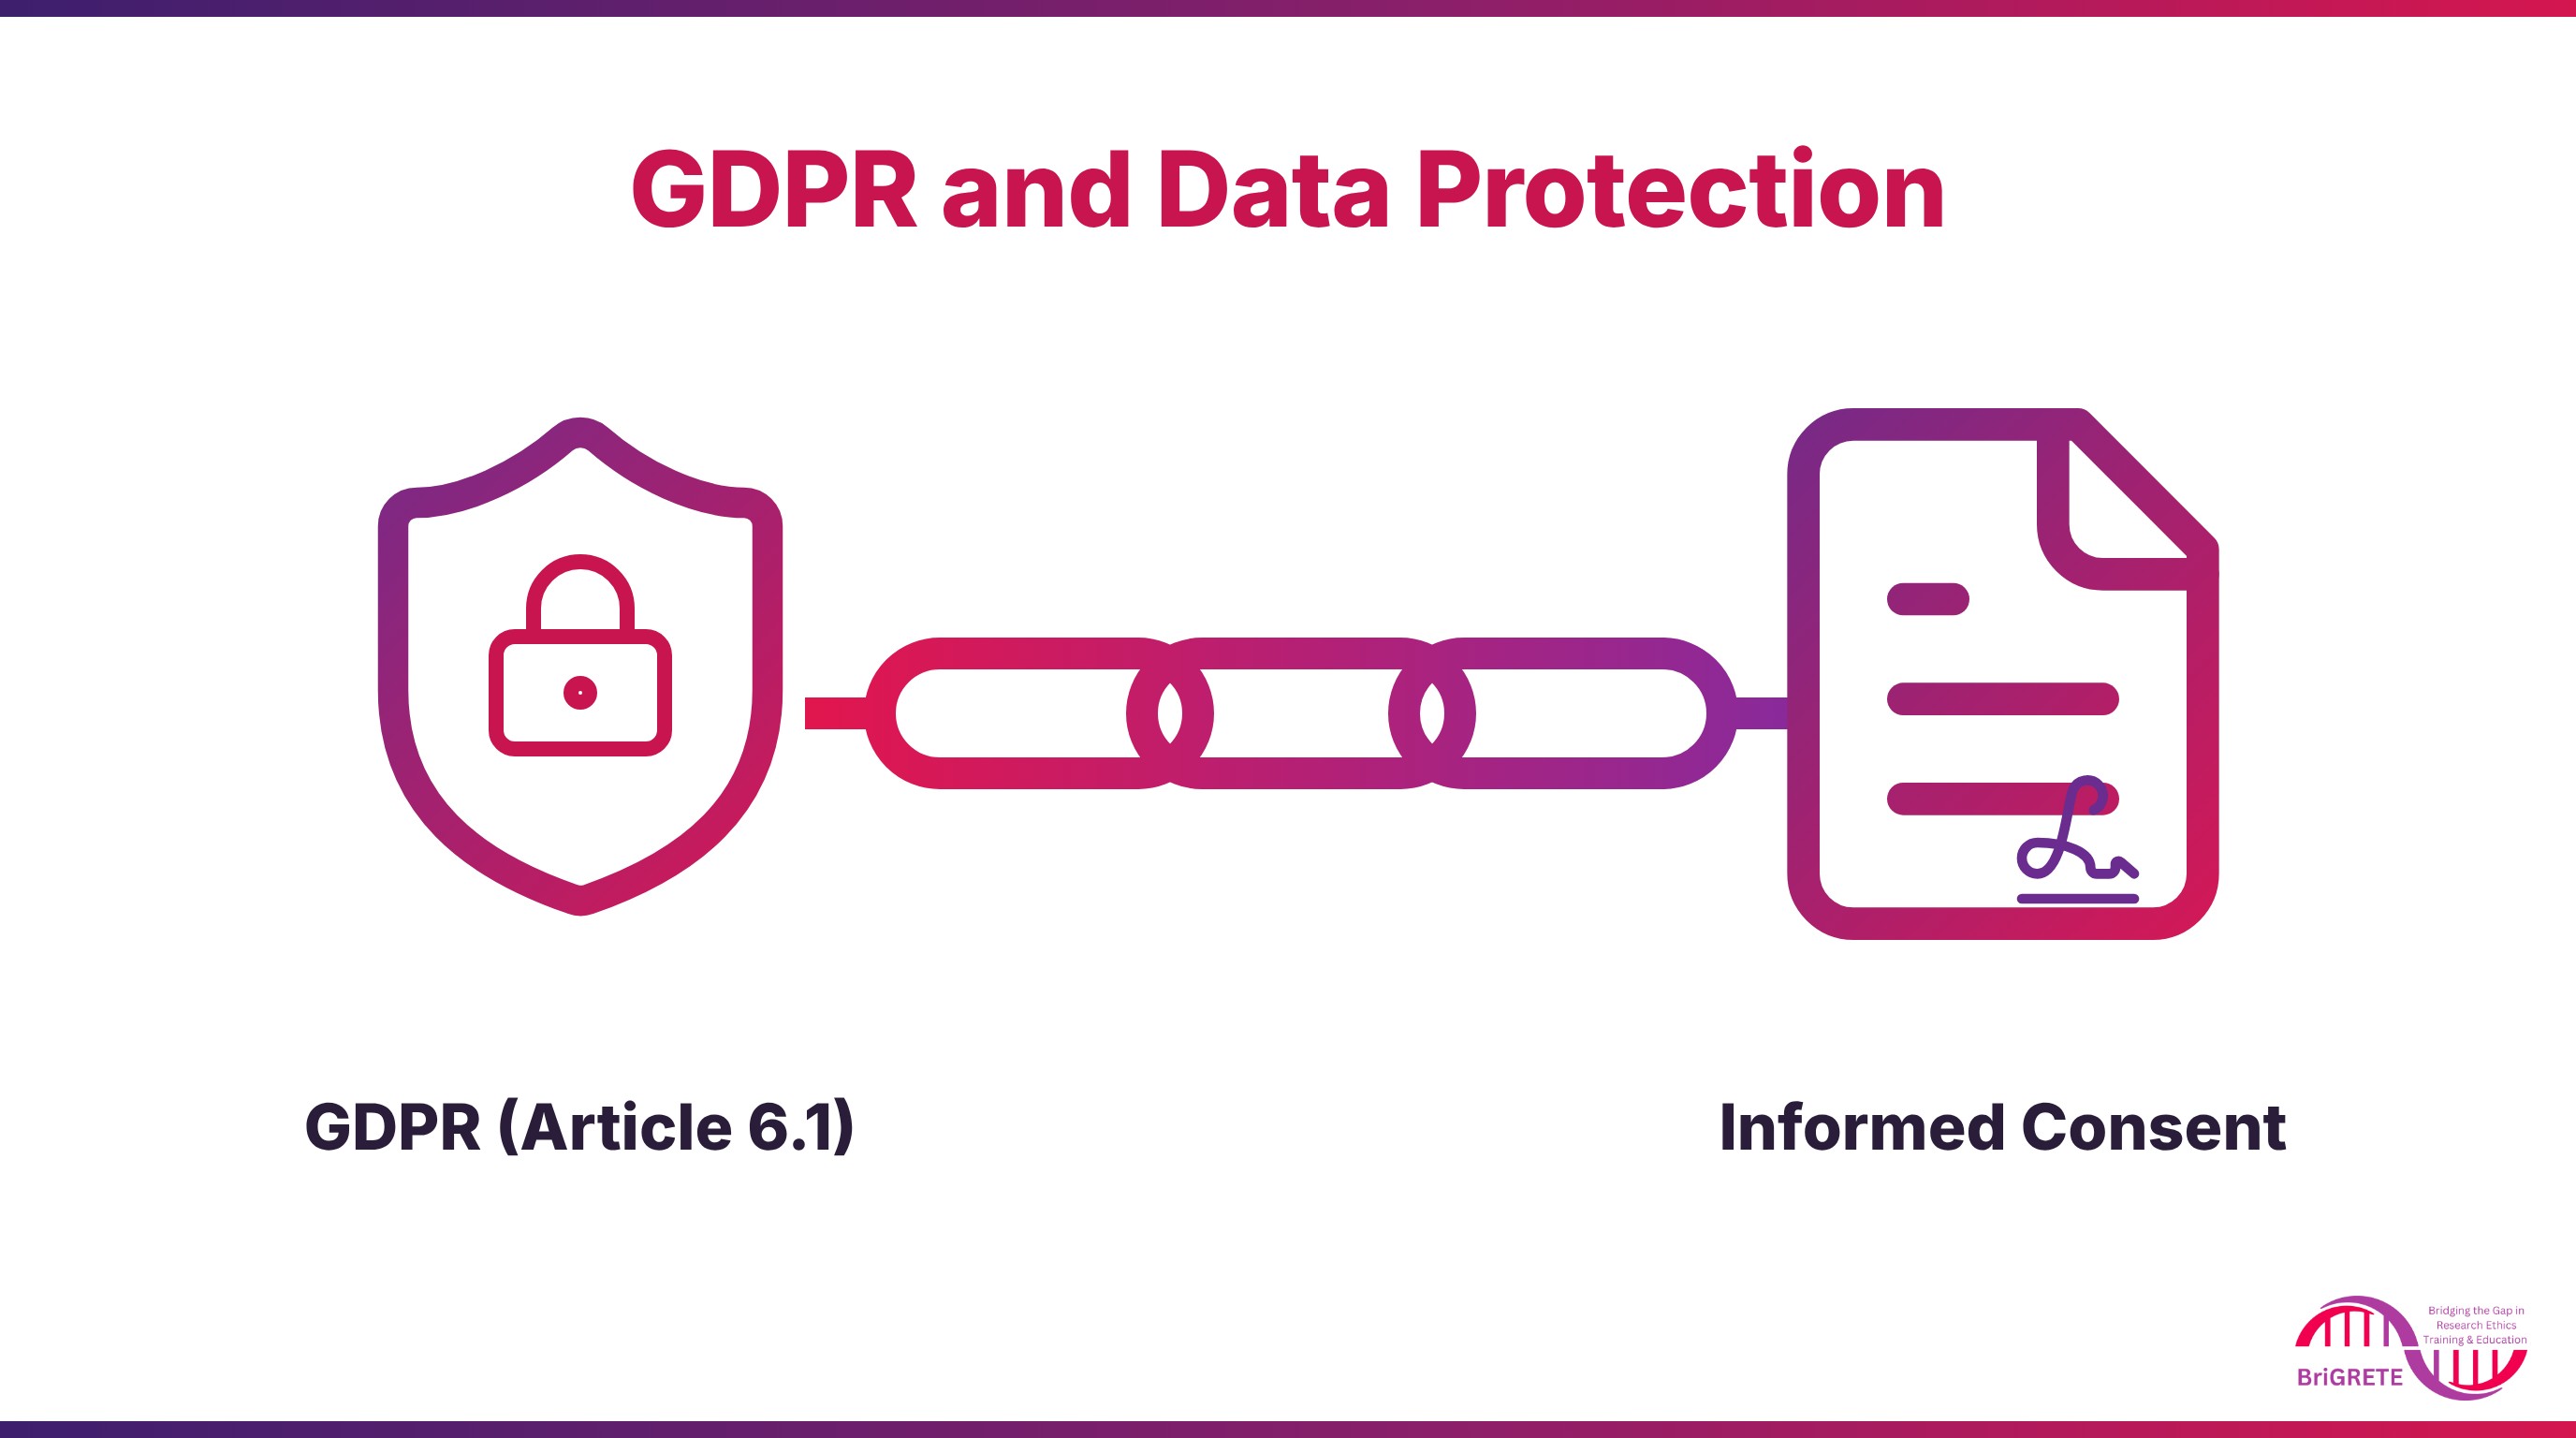 GDPR and Data Protection
GDPR (Article 6.1)
Informed Consent
Bridging the Gap in
Research Ethics
Training & Education
BriGRETE